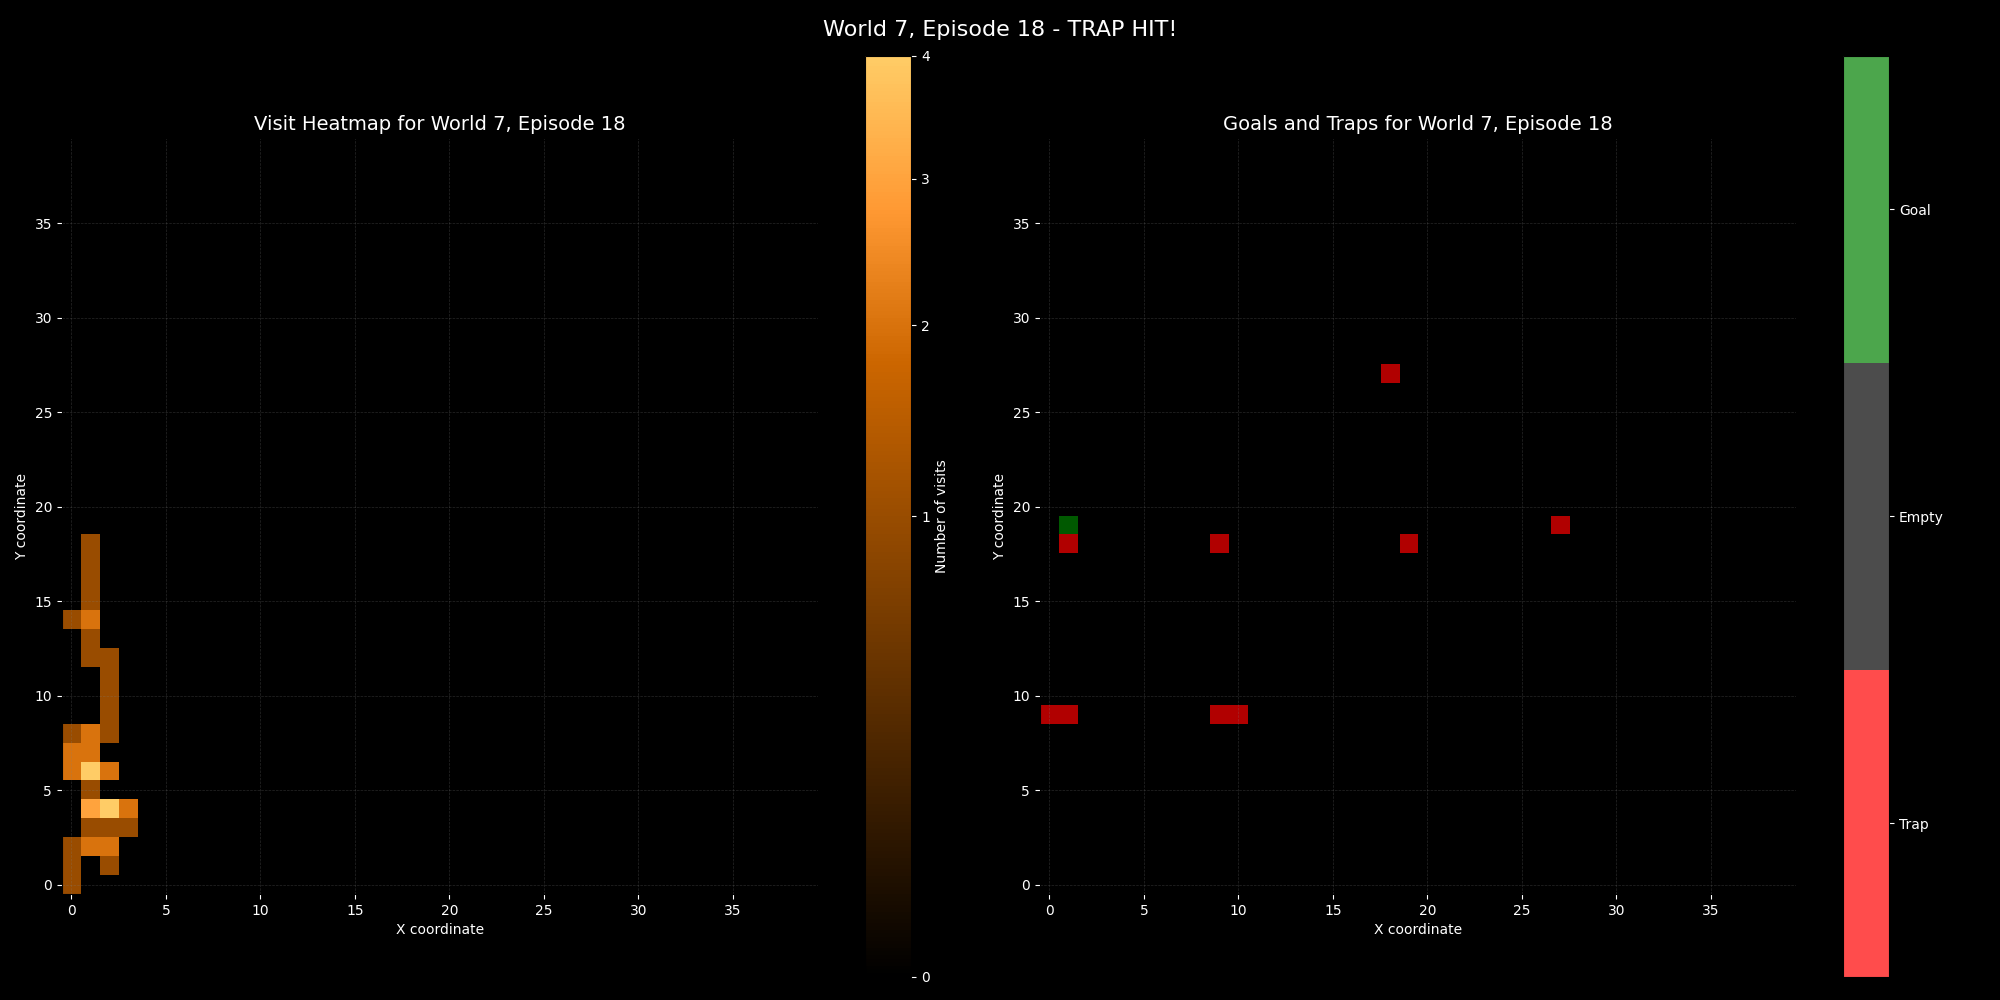 World 7, Episode 18 - TRAP HIT!
Visit Heatmap for World 7, Episode 18
35
30
25
20
15
10
5
0
Y coordinate
0 5 10 15 20 25 30 35
X coordinate
4
3
2
1
0
Number of visits
Goals and Traps for World 7, Episode 18
35
30
25
20
15
10
5
0
Y coordinate
0 5 10 15 20 25 30 35
X coordinate
Goal
Empty
Trap